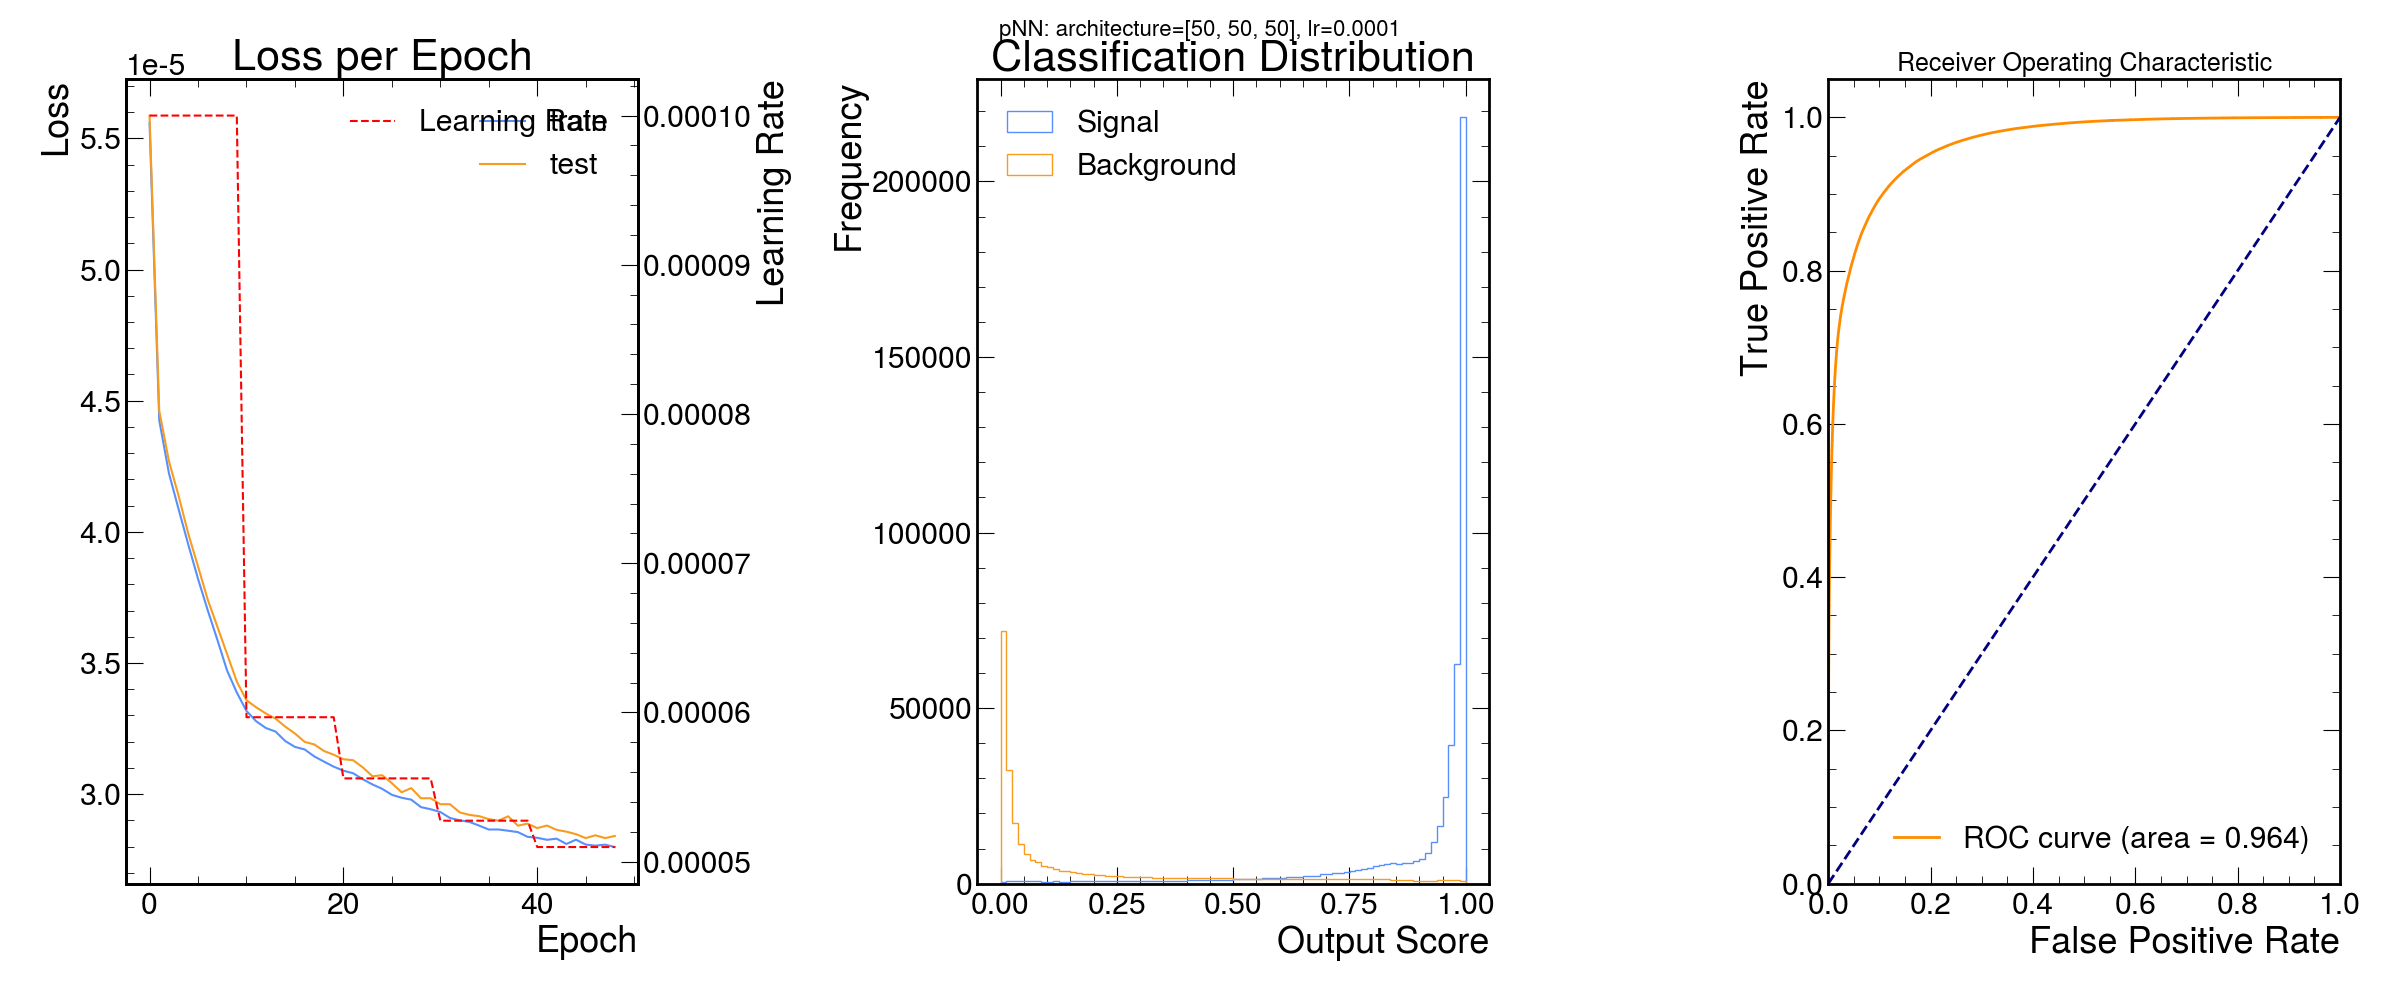 pNN: architecture=[50, 50, 50], lr=0.0001
Loss per Epoch
1e-5
Loss
5.5
5.0
4.5
4.0
3.5
3.0
0
20
40
Epoch
Learning Rate
train
test
0.00010
0.00009
0.00008
0.00007
0.00006
0.00005
Learning Rate
Classification Distribution
Frequency
200000
150000
100000
50000
0
0.00
0.25
0.50
0.75
1.00
Output Score
Signal
Background
Receiver Operating Characteristic
True Positive Rate
1.0
0.8
0.6
0.4
0.2
0.0
0.0
0.2
0.4
0.6
0.8
1.0
False Positive Rate
ROC curve (area = 0.964)